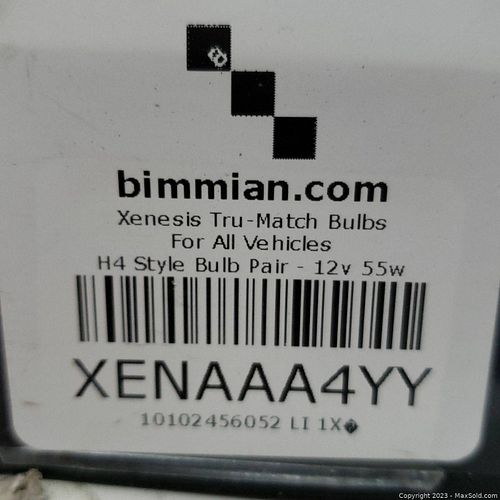 bimmian.com
Xenesis Tru-Match Bulbs
For All Vehicles
H4 Style Bulb Pair - 12v 55w
XENAAA4YY
10102456052 LI 1X�
Copyright 2023 - MaxSold.com